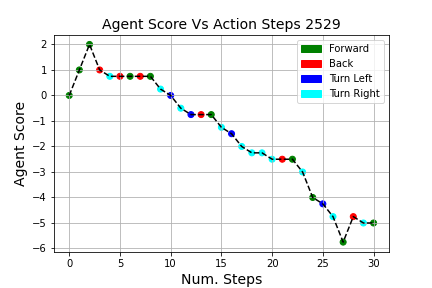 Agent Score Vs Action Steps 2529
Forward
Back
Turn Left
Turn Right
Agent Score
2
1
0
−1
−2
−3
−4
−5
−6
0 5 10 15 20 25 30
Num. Steps